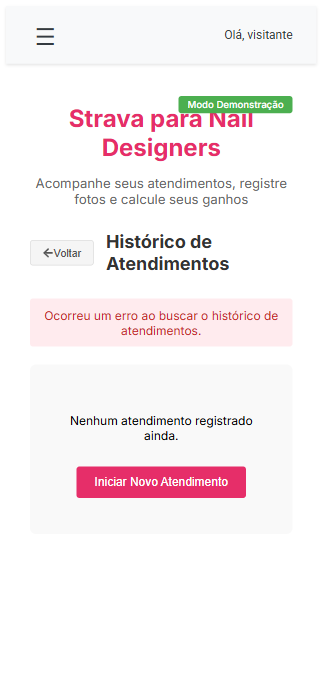 Olá, visitante
Modo Demonstração
Strava para Nail
Designers
Acompanhe seus atendimentos, registre
fotos e calcule seus ganhos
Voltar
Histórico de
Atendimentos
Ocorreu um erro ao buscar o histórico de
atendimentos.
Nenhum atendimento registrado
ainda.
Iniciar Novo Atendimento